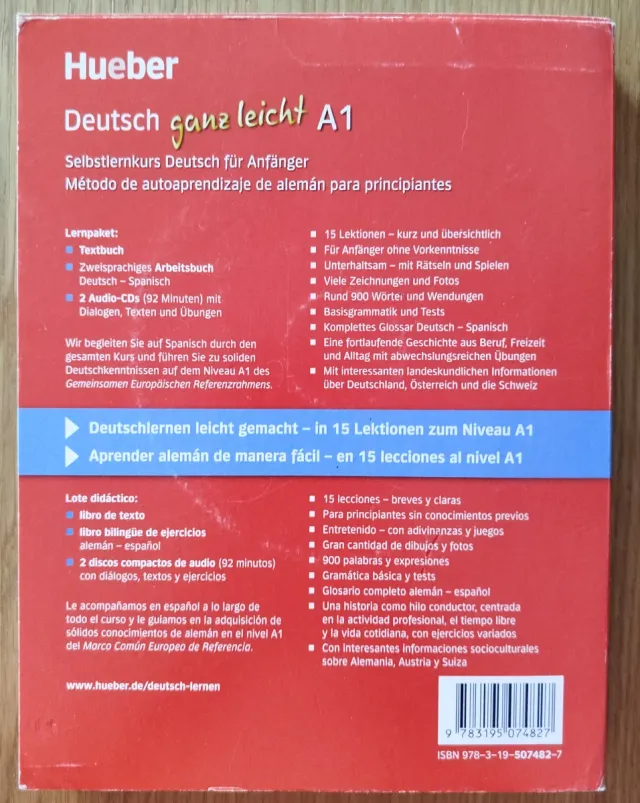 Hueber
Deutsch ganz leicht A1
Selbstlernkurs Deutsch für Anfänger
Método de autoaprendizaje de alemán para principiantes
Lernpaket:
Textbuch
Zweisprachiges Arbeitsbuch
Deutsch – Spanisch
2 Audio-CDs (92 Minuten) mit
Dialogen, Texten und Übungen
Wir begleiten Sie auf Spanisch durch den
gesamten Kurs und führen Sie zu soliden
Deutschkenntnissen auf dem Niveau A1 des
Gemeinsamen Europäischen Referenzrahmens.
15 Lektionen – kurz und übersichtlich
Für Anfänger ohne Vorkenntnisse
Unterhaltsam – mit Rätseln und Spielen
Viele Zeichnungen und Fotos
Rund 900 Wörter und Wendungen
Basisgrammatik und Tests
Komplettes Glossar Deutsch – Spanisch
Eine fortlaufende Geschichte aus Beruf, Freizeit
und Alltag mit abwechslungsreichen Übungen
Mit interessanten landeskundlichen Informationen
über Deutschland, Österreich und die Schweiz
Deutschlernen leicht gemacht – in 15 Lektionen zum Niveau A1
Aprender alemán de manera fácil – en 15 lecciones al nivel A1
Lote didáctico:
libro de texto
libro bilingüe de ejercicios
alemán – español
2 discos compactos de audio (92 minutos)
con diálogos, textos y ejercicios
Le acompañamos en español a lo largo de
todo el curso y le guiamos en la adquisición de
sólidos conocimientos de alemán en el nivel A1
del Marco Común Europeo de Referencia.
15 lecciones – breves y claras
Para principiantes sin conocimientos previos
Entretenido – con adivinanzas y juegos
Gran cantidad de dibujos y fotos
900 palabras y expresiones
Gramática básica y tests
Glosario completo alemán – español
Una historia como hilo conductor, centrada
en la actividad profesional, el tiempo libre
y la vida cotidiana, con ejercicios variados
Con interesantes informaciones socioculturales
sobre Alemania, Austria y Suiza
www.hueber.de/deutsch-lernen
9 783195 074827
ISBN 978-3-19-507482-7